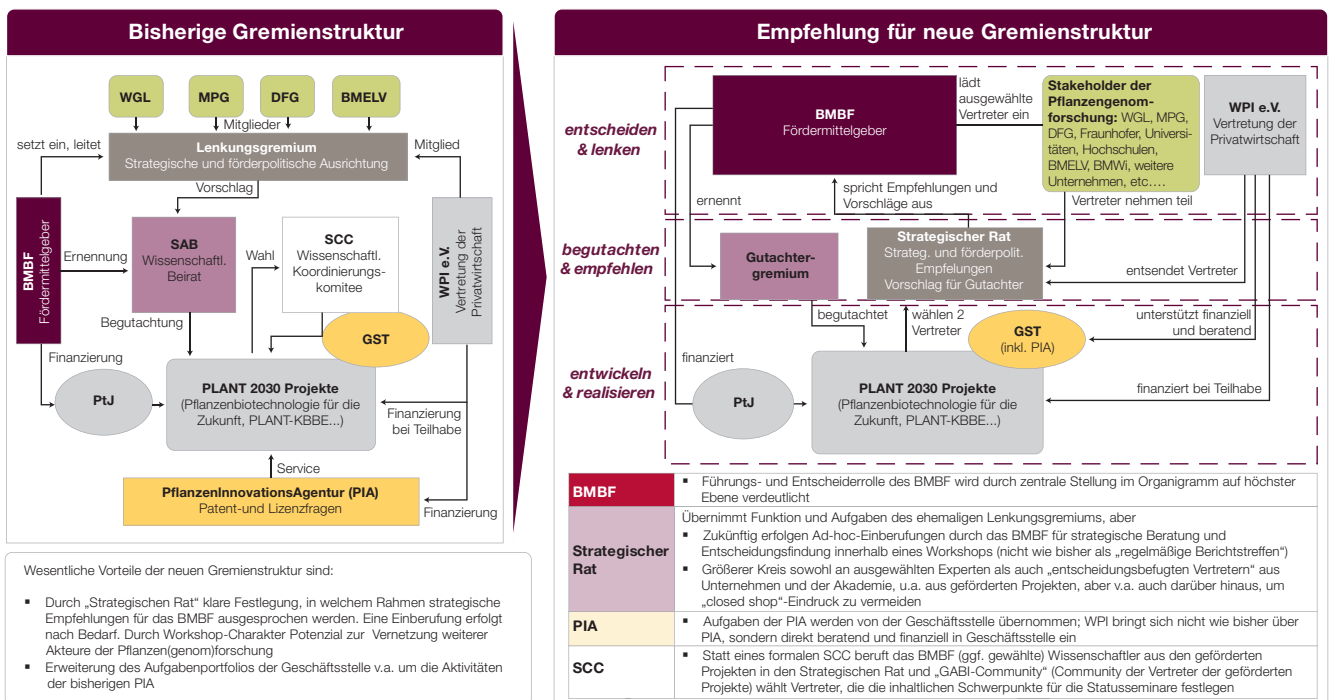 Bisherige Gremienstruktur
WGL
MPG
DFG
BMELV
Mitglieder
setzt ein, leitet
Lenkungsgremium
Strategische und förderpolitische Ausrichtung
Mitglied
Vorschlag
BMBF
Fördermittelgeber
Ernennung
SAB
Wissenschaftl.
Beirat
Wahl
SCC
Wissenschaftl.
Koordinierungs-
komitee
WPI e.V.
Vertretung der
Privatwirtschaft
Begutachtung
GST
Finanzierung
PtJ
PLANT 2030 Projekte
(Pflanzenbiotechnologie für die
Zukunft, PLANT-KBBE...)
Finanzierung
bei Teilhabe
Service
PflanzenInnovationsAgentur (PIA)
Patent-und Lizenzfragen
Finanzierung
Wesentliche Vorteile der neuen Gremienstruktur sind:
▪ Durch „Strategischen Rat“ klare Festlegung, in welchem Rahmen strategische
Empfehlungen für das BMBF ausgesprochen werden. Eine Einberufung erfolgt
nach Bedarf. Durch Workshop-Charakter Potenzial zur Vernetzung weiterer
Akteure der Pflanzen(genom)forschung
▪ Erweiterung des Aufgabenportfolios der Geschäftsstelle v.a. um die Aktivitäten
der bisherigen PIA
Empfehlung für neue Gremienstruktur
entscheiden
& lenken
BMBF
Fördermittelgeber
lädt
ausgewählte
Vertreter ein
Stakeholder der
Pflanzengenom-
forschung: WGL, MPG,
DFG, Fraunhofer, Universi-
täten, Hochschulen,
BMELV, BMWi, weitere
Unternehmen, etc….
WPI e.V.
Vertretung der
Privatwirtschaft
ernennt
spricht Empfehlungen und
Vorschläge aus
Vertreter nehmen teil
begutachten
& empfehlen
Gutachter-
gremium
Strategischer Rat
Strateg. und förderpolit.
Empfelungen
Vorschlag für Gutachter
entsendet Vertreter
begutachtet
wählen 2
Vertreter
GST
(inkl. PIA)
unterstützt finanziell
und beratend
entwickeln
& realisieren
finanziert
PtJ
PLANT 2030 Projekte
(Pflanzenbiotechnologie für die
Zukunft, PLANT-KBBE...)
finanziert bei Teilhabe
BMBF
▪ Führungs- und Entscheiderrolle des BMBF wird durch zentrale Stellung im Organigramm auf höchster
Ebene verdeutlicht
Strategischer
Rat
Übernimmt Funktion und Aufgaben des ehemaligen Lenkungsgremiums, aber
▪ Zukünftig erfolgen Ad-hoc-Einberufungen durch das BMBF für strategische Beratung und
Entscheidungsfindung innerhalb eines Workshops (nicht wie bisher als „regelmäßige Berichtstreffen“)
▪ Größerer Kreis sowohl an ausgewählten Experten als auch „entscheidungsbefugten Vertretern“ aus
Unternehmen und der Akademie, u.a. aus geförderten Projekten, aber v.a. auch darüber hinaus, um
„closed shop“-Eindruck zu vermeiden
PIA
▪ Aufgaben der PIA werden von der Geschäftsstelle übernommen; WPI bringt sich nicht wie bisher über
PIA, sondern direkt beratend und finanziell in Geschäftsstelle ein
SCC
▪ Statt eines formalen SCC beruft das BMBF (ggf. gewählte) Wissenschaftler aus den geförderten
Projekten in den Strategischen Rat und „GABI-Community“ (Community der Vertreter der geförderten
Projekte) wählt Vertreter, die die inhaltlichen Schwerpunkte für die Statusseminare festlegen